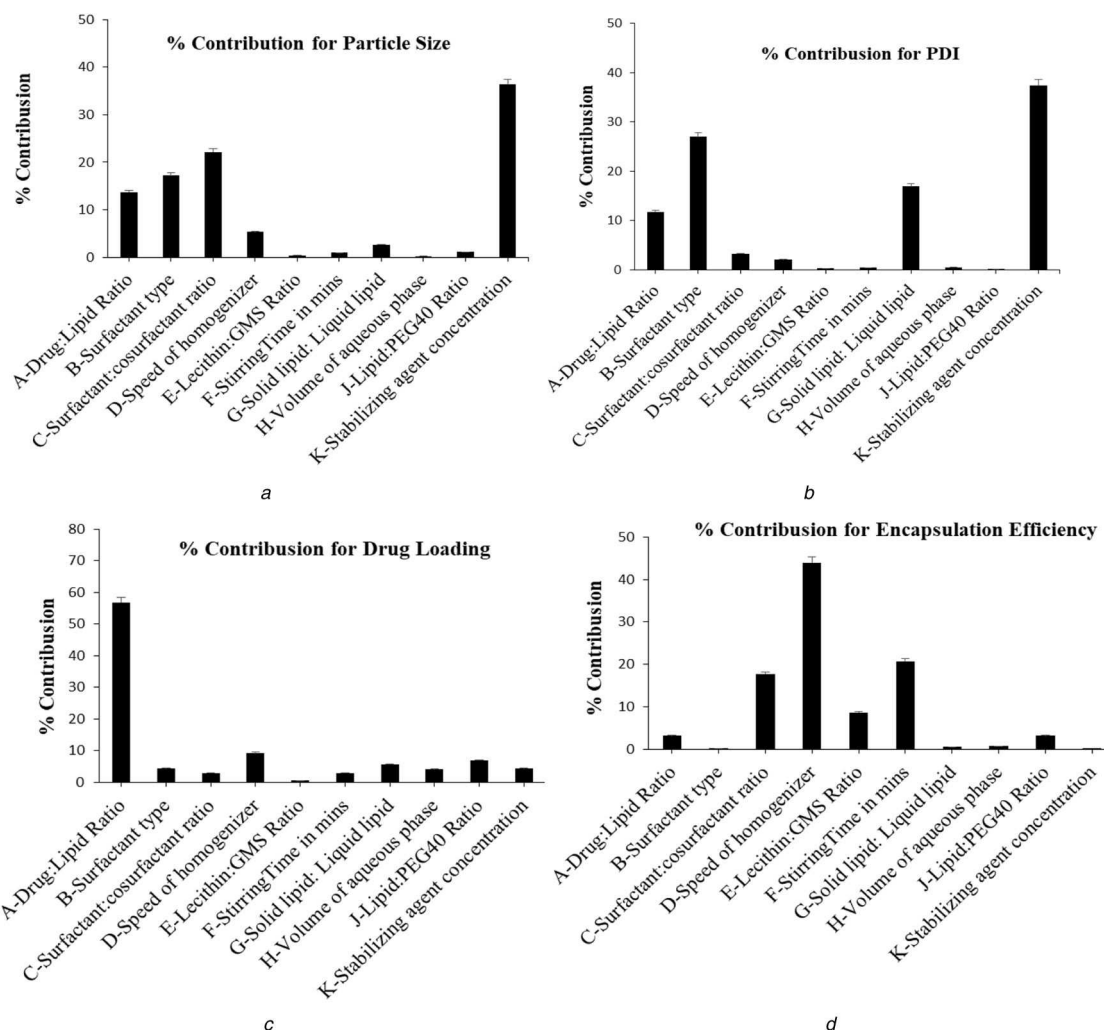 % Contribution for Particle Size
% Contribution
50
40
30
20
10
0
A-Drug:Lipid Ratio
B-Surfactant type
C-Surfactant:cosurfactant ratio
D-Speed of homogenizer
E-Lecithin:GMS Ratio
F-StirringTime in mins
G-Solid lipid: Liquid lipid
H-Volume of aqueous phase
J-Lipid:PEG40 Ratio
K-Stabilizing agent concentration
a
% Contribusion for PDI
% Contribution
50
40
30
20
10
0
A-Drug:Lipid Ratio
B-Surfactant type
C-Surfactant:cosurfactant ratio
D-Speed of homogenizer
E-Lecithin:GMS Ratio
F-StirringTime in mins
G-Solid lipid: Liquid lipid
H-Volume of aqueous phase
J-Lipid:PEG40 Ratio
K-Stabilizing agent concentration
b
% Contribusion for Drug Loading
% Contribution
80
70
60
50
40
30
20
10
0
A-Drug:Lipid Ratio
B-Surfactant type
C-Surfactant:cosurfactant ratio
D-Speed of homogenizer
E-Lecithin:GMS Ratio
F-StirringTime in mins
G-Solid lipid: Liquid lipid
H-Volume of aqueous phase
J-Lipid:PEG40 Ratio
K-Stabilizing agent concentration
c
% Contribusion for Encapsulation Efficiency
% Contribution
50
40
30
20
10
0
A-Drug:Lipid Ratio
B-Surfactant type
C-Surfactant:cosurfactant ratio
D-Speed of homogenizer
E-Lecithin:GMS Ratio
F-StirringTime in mins
G-Solid lipid: Liquid lipid
H-Volume of aqueous phase
J-Lipid:PEG40 Ratio
K-Stabilizing agent concentration
d